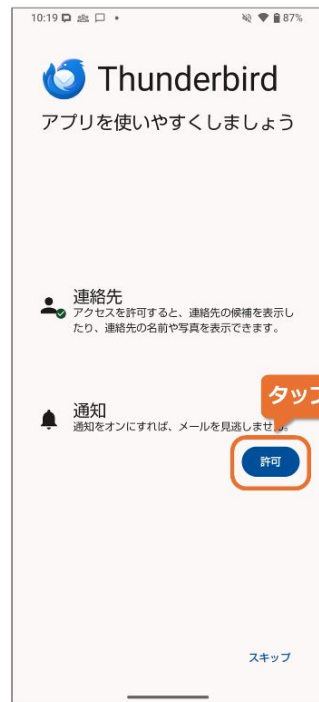 10:19
87%
Thunderbird
アプリを使いやすくしましょう
連絡先
アクセスを許可すると、連絡先の候補を表示し
たり、連絡先の名前や写真を表示できます。
タップ
通知
通知をオンにすれば、メールを見逃しません。
許可
スキップ